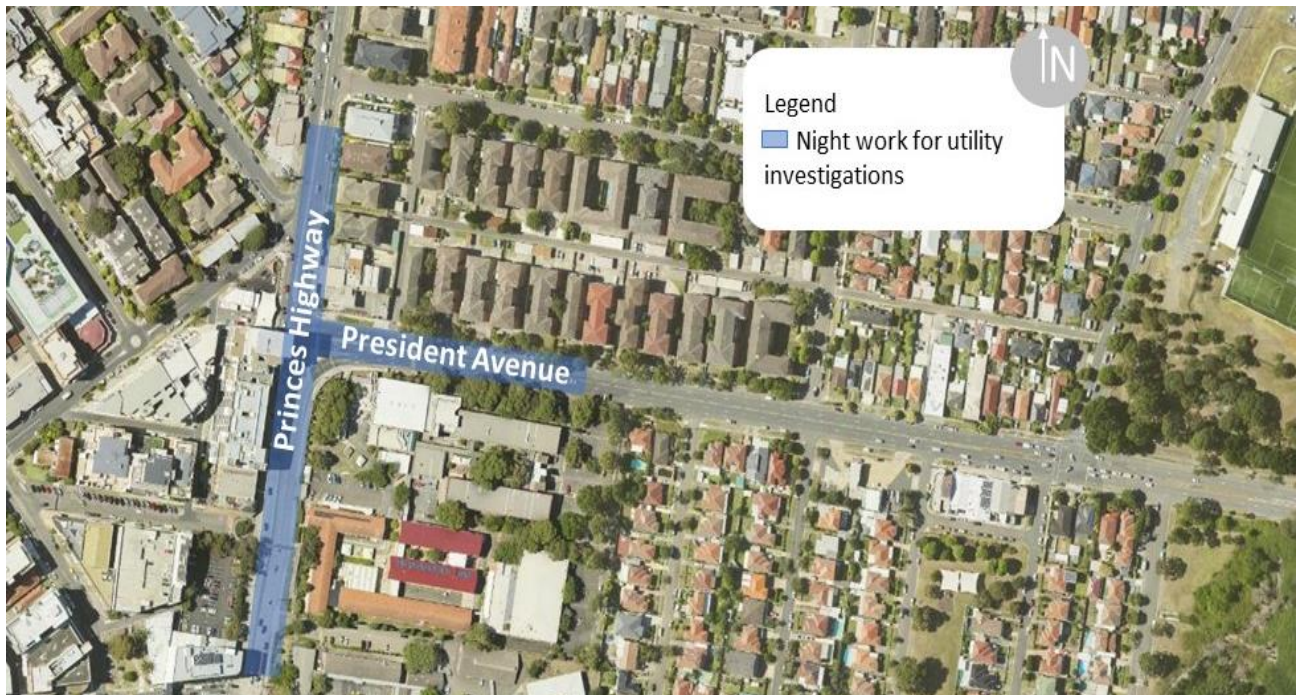 N
Legend
Night work for utility
investigations
Princes Highway
President Avenue